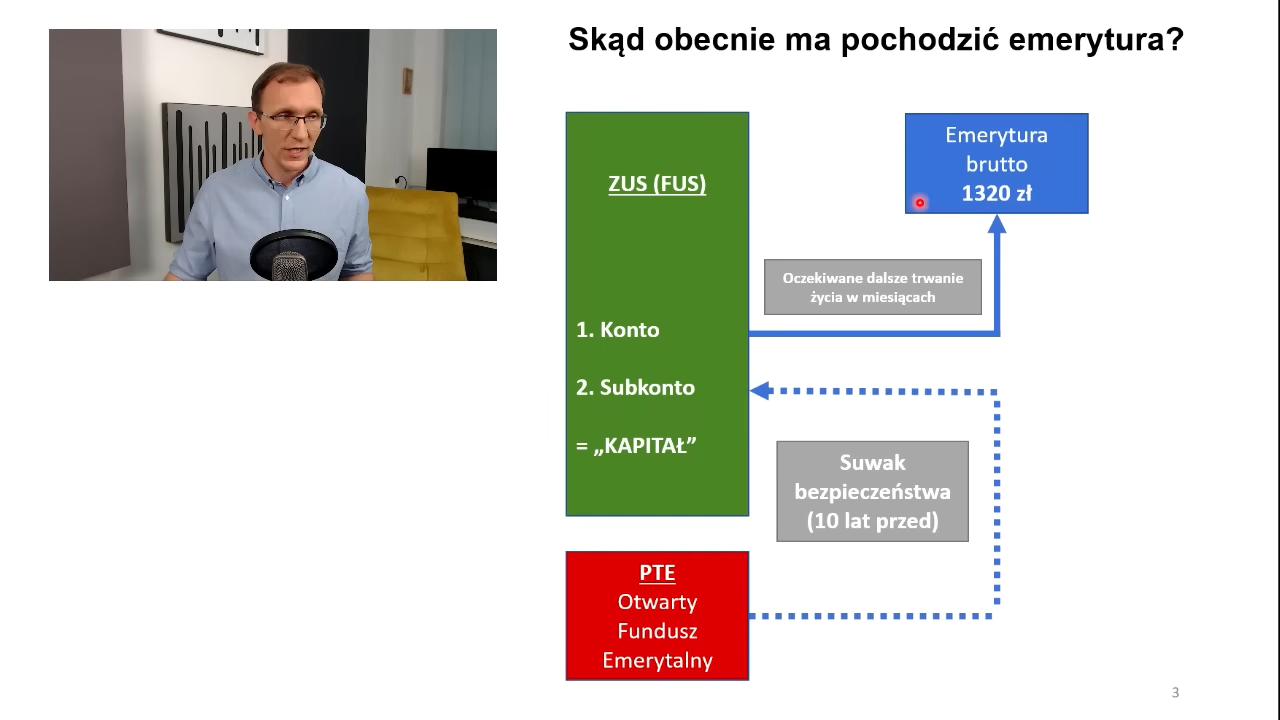 Skąd obecnie ma pochodzić emerytura?
ZUS (FUS)
1. Konto
2. Subkonto
= „KAPITAŁ”
Emerytura
brutto
1320 zł
Oczekiwane dalsze trwanie
życia w miesiącach
Suwak
bezpieczeństwa
(10 lat przed)
PTE
Otwarty
Fundusz
Emerytalny
3